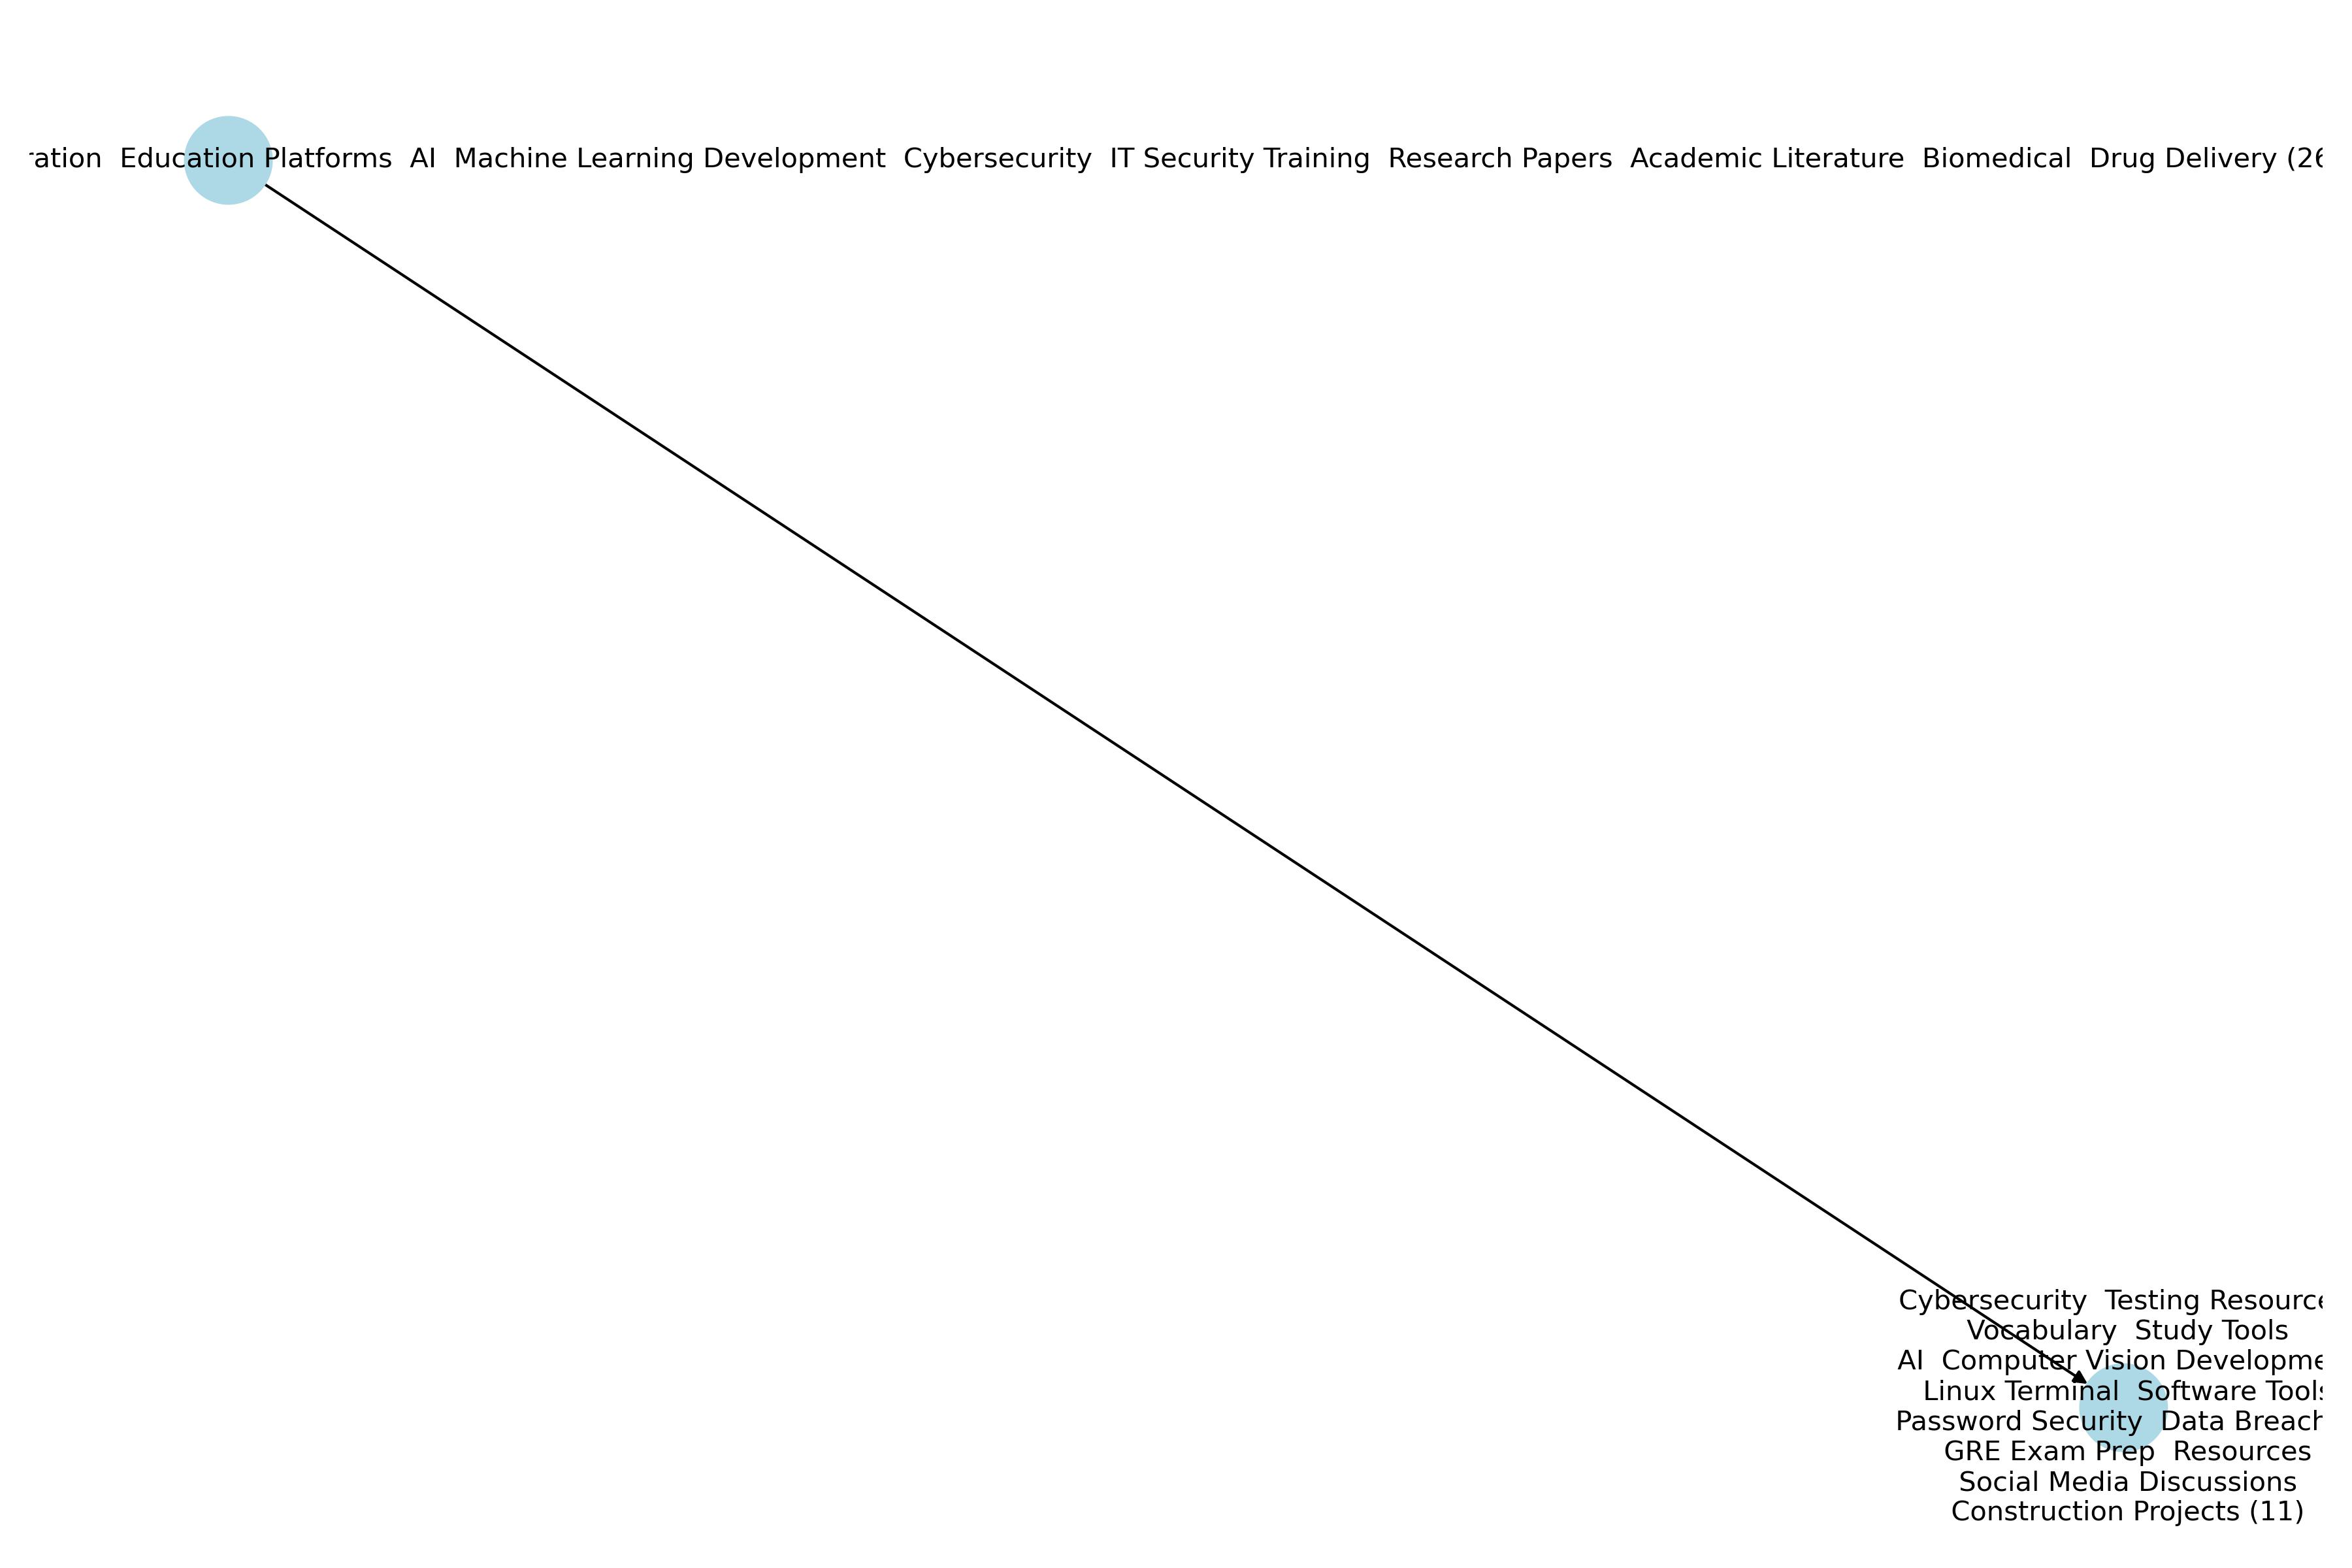 ation  Education Platforms  AI  Machine Learning Development  Cybersecurity  IT Security Training  Research Papers  Academic Literature  Biomedical  Drug Delivery (26
Cybersecurity  Testing Resource
Vocabulary  Study Tools
AI  Computer Vision Developme
Linux Terminal  Software Tools
Password Security  Data Breach
GRE Exam Prep  Resources
Social Media Discussions
Construction Projects (11)